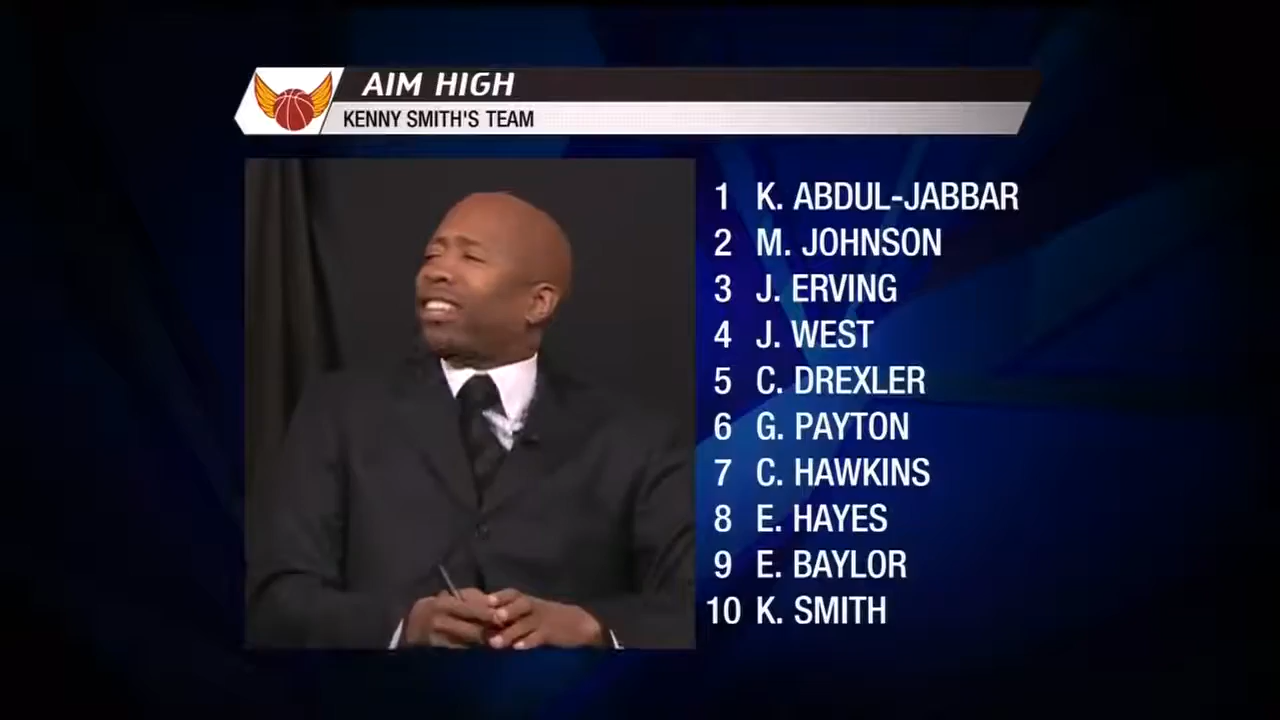 AIM HIGH
KENNY SMITH'S TEAM
1 K. ABDUL-JABBAR
2 M. JOHNSON
3 J. ERVING
4 J. WEST
5 C. DREXLER
6 G. PAYTON
7 C. HAWKINS
8 E. HAYES
9 E. BAYLOR
10 K. SMITH